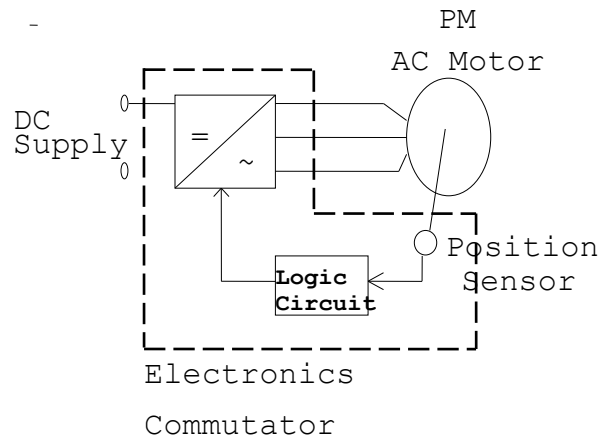 PM
AC Motor
DC
Supply
=
~
Position
Sensor
Logic
Circuit
Electronics
Commutator